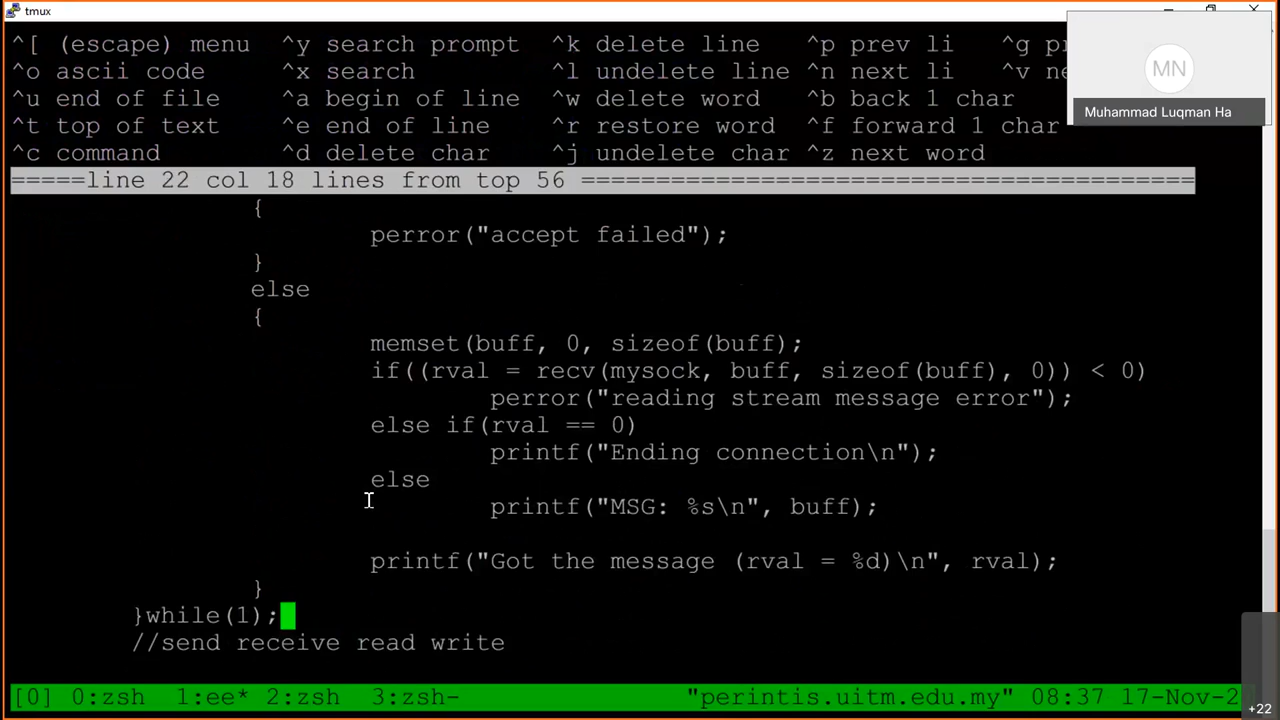 tmux
^[ (escape) menu ^y search prompt ^k delete line ^p prev li ^g
^o ascii code ^x search ^l undelete line ^n next li ^v
^u end of file ^a begin of line ^w delete word ^b back 1 char
^t top of text ^e end of line ^r restore word ^f forward 1 char
^c command ^d delete char ^j undelete char ^z next word
MN
Muhammad Luqman Ha
=====line 22 col 18 lines from top 56 =========================================
{
perror("accept failed");
}
else
{
memset(buff, 0, sizeof(buff);
if((rval = recv(mysock, buff, sizeof(buff), 0)) < 0)
perror("reading stream message error");
else if(rval == 0)
printf("Ending connection\n");
else
printf("MSG: %s\n", buff);
printf("Got the message (rval = %d)\n", rval);
}
}while(1);
//send receive read write
[0] 0:zsh 1:ee* 2:zsh 3:zsh- "perintis.uitm.edu.my" 08:37 17-Nov-2
+22